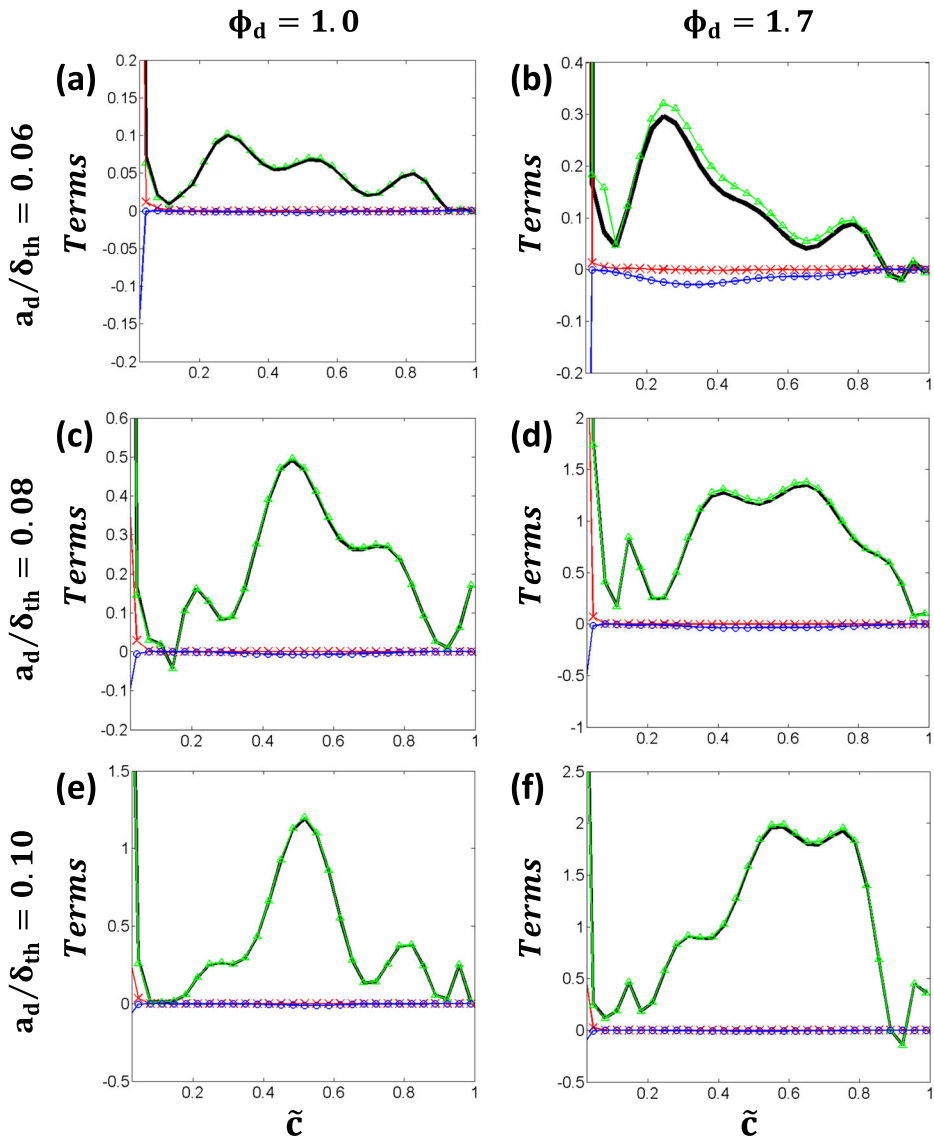 ϕd = 1.0
ϕd = 1.7
ad/δth = 0.06
(a)
Terms
0.2
0.15
0.1
0.05
0
-0.05
-0.1
-0.15
-0.2
0.2 0.4 0.6 0.8 1
(b)
Terms
0.4
0.3
0.2
0.1
0
-0.1
-0.2
0.2 0.4 0.6 0.8 1
ad/δth = 0.08
(c)
Terms
0.6
0.5
0.4
0.3
0.2
0.1
0
-0.1
-0.2
0.2 0.4 0.6 0.8 1
(d)
Terms
2
1.5
1
0.5
0
-0.5
-1
0.2 0.4 0.6 0.8 1
ad/δth = 0.10
(e)
Terms
1.5
1
0.5
0
-0.5
0.2 0.4 0.6 0.8 1
c̃
(f)
Terms
2.5
2
1.5
1
0.5
0
-0.5
0.2 0.4 0.6 0.8 1
c̃